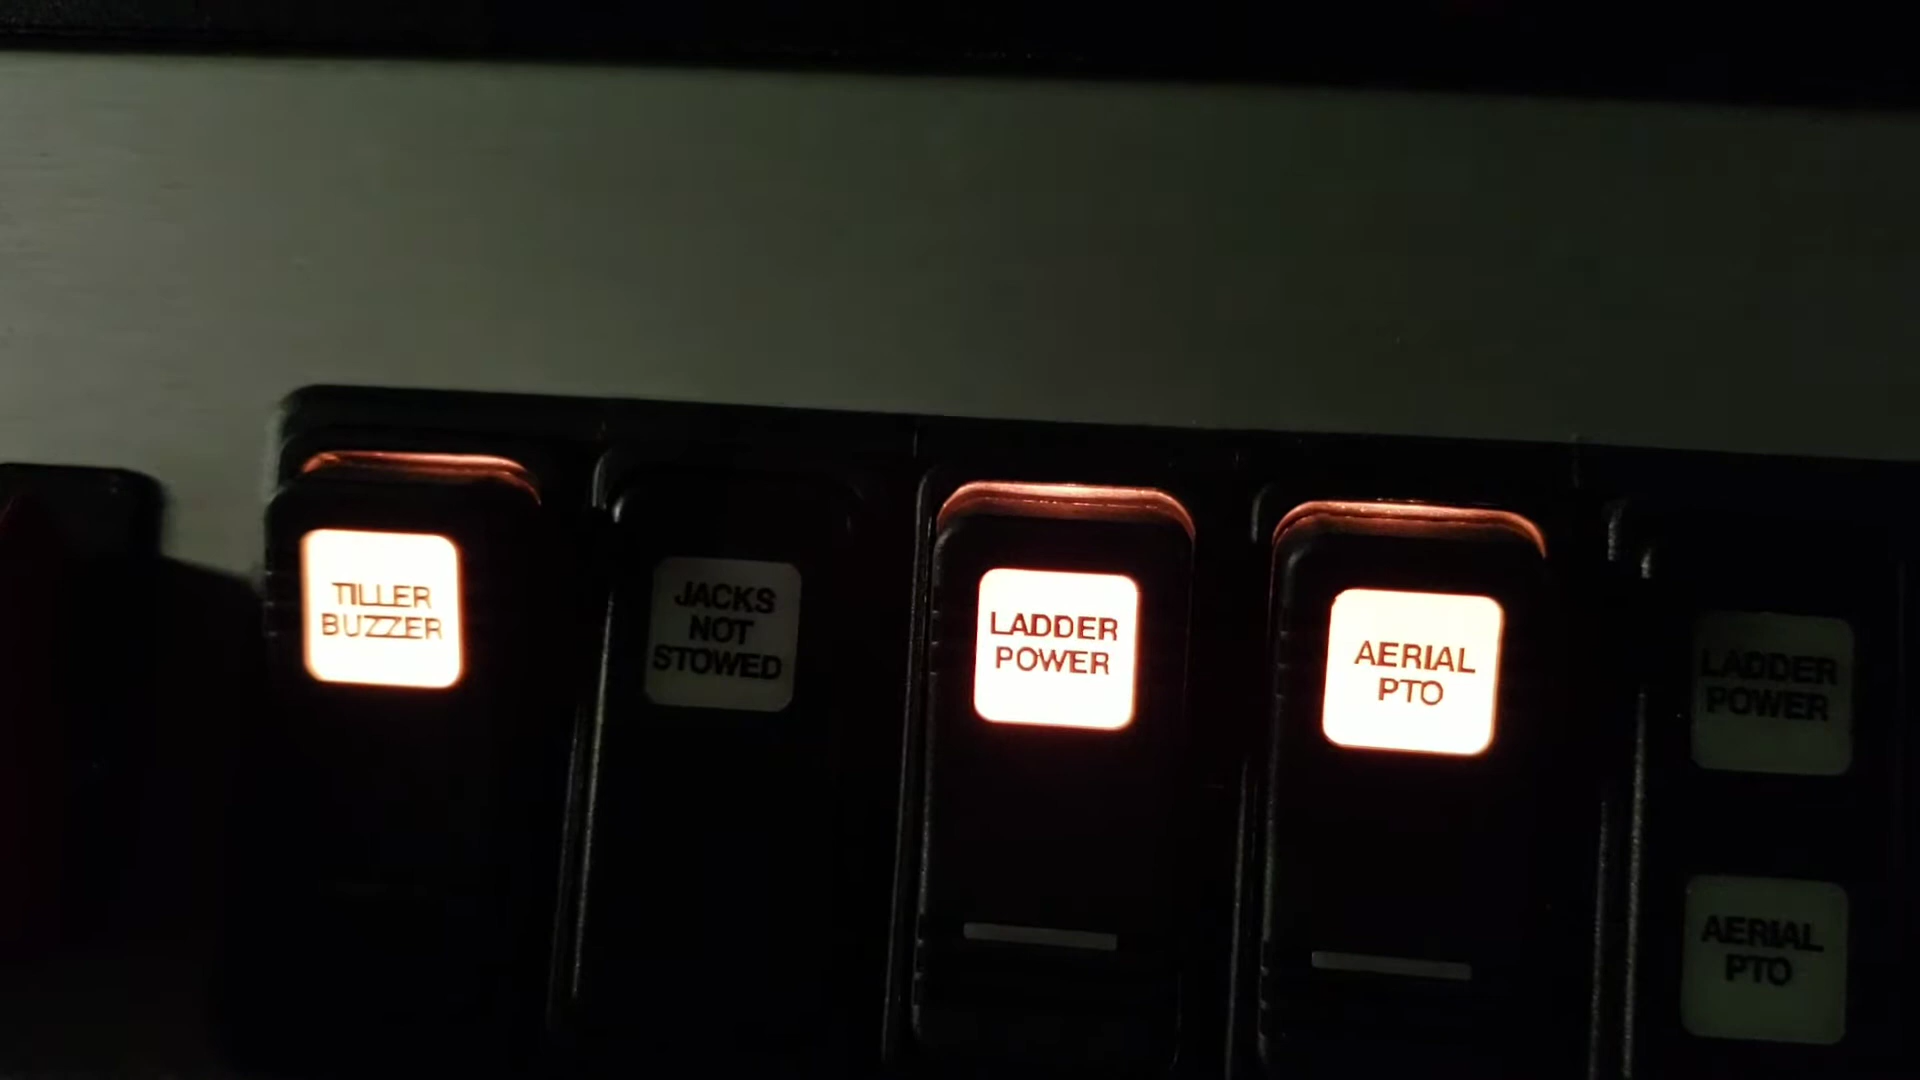 TILLER
BUZZER
JACKS
NOT
STOWED
LADDER
POWER
AERIAL
PTO
LADDER
POWER
AERIAL
PTO